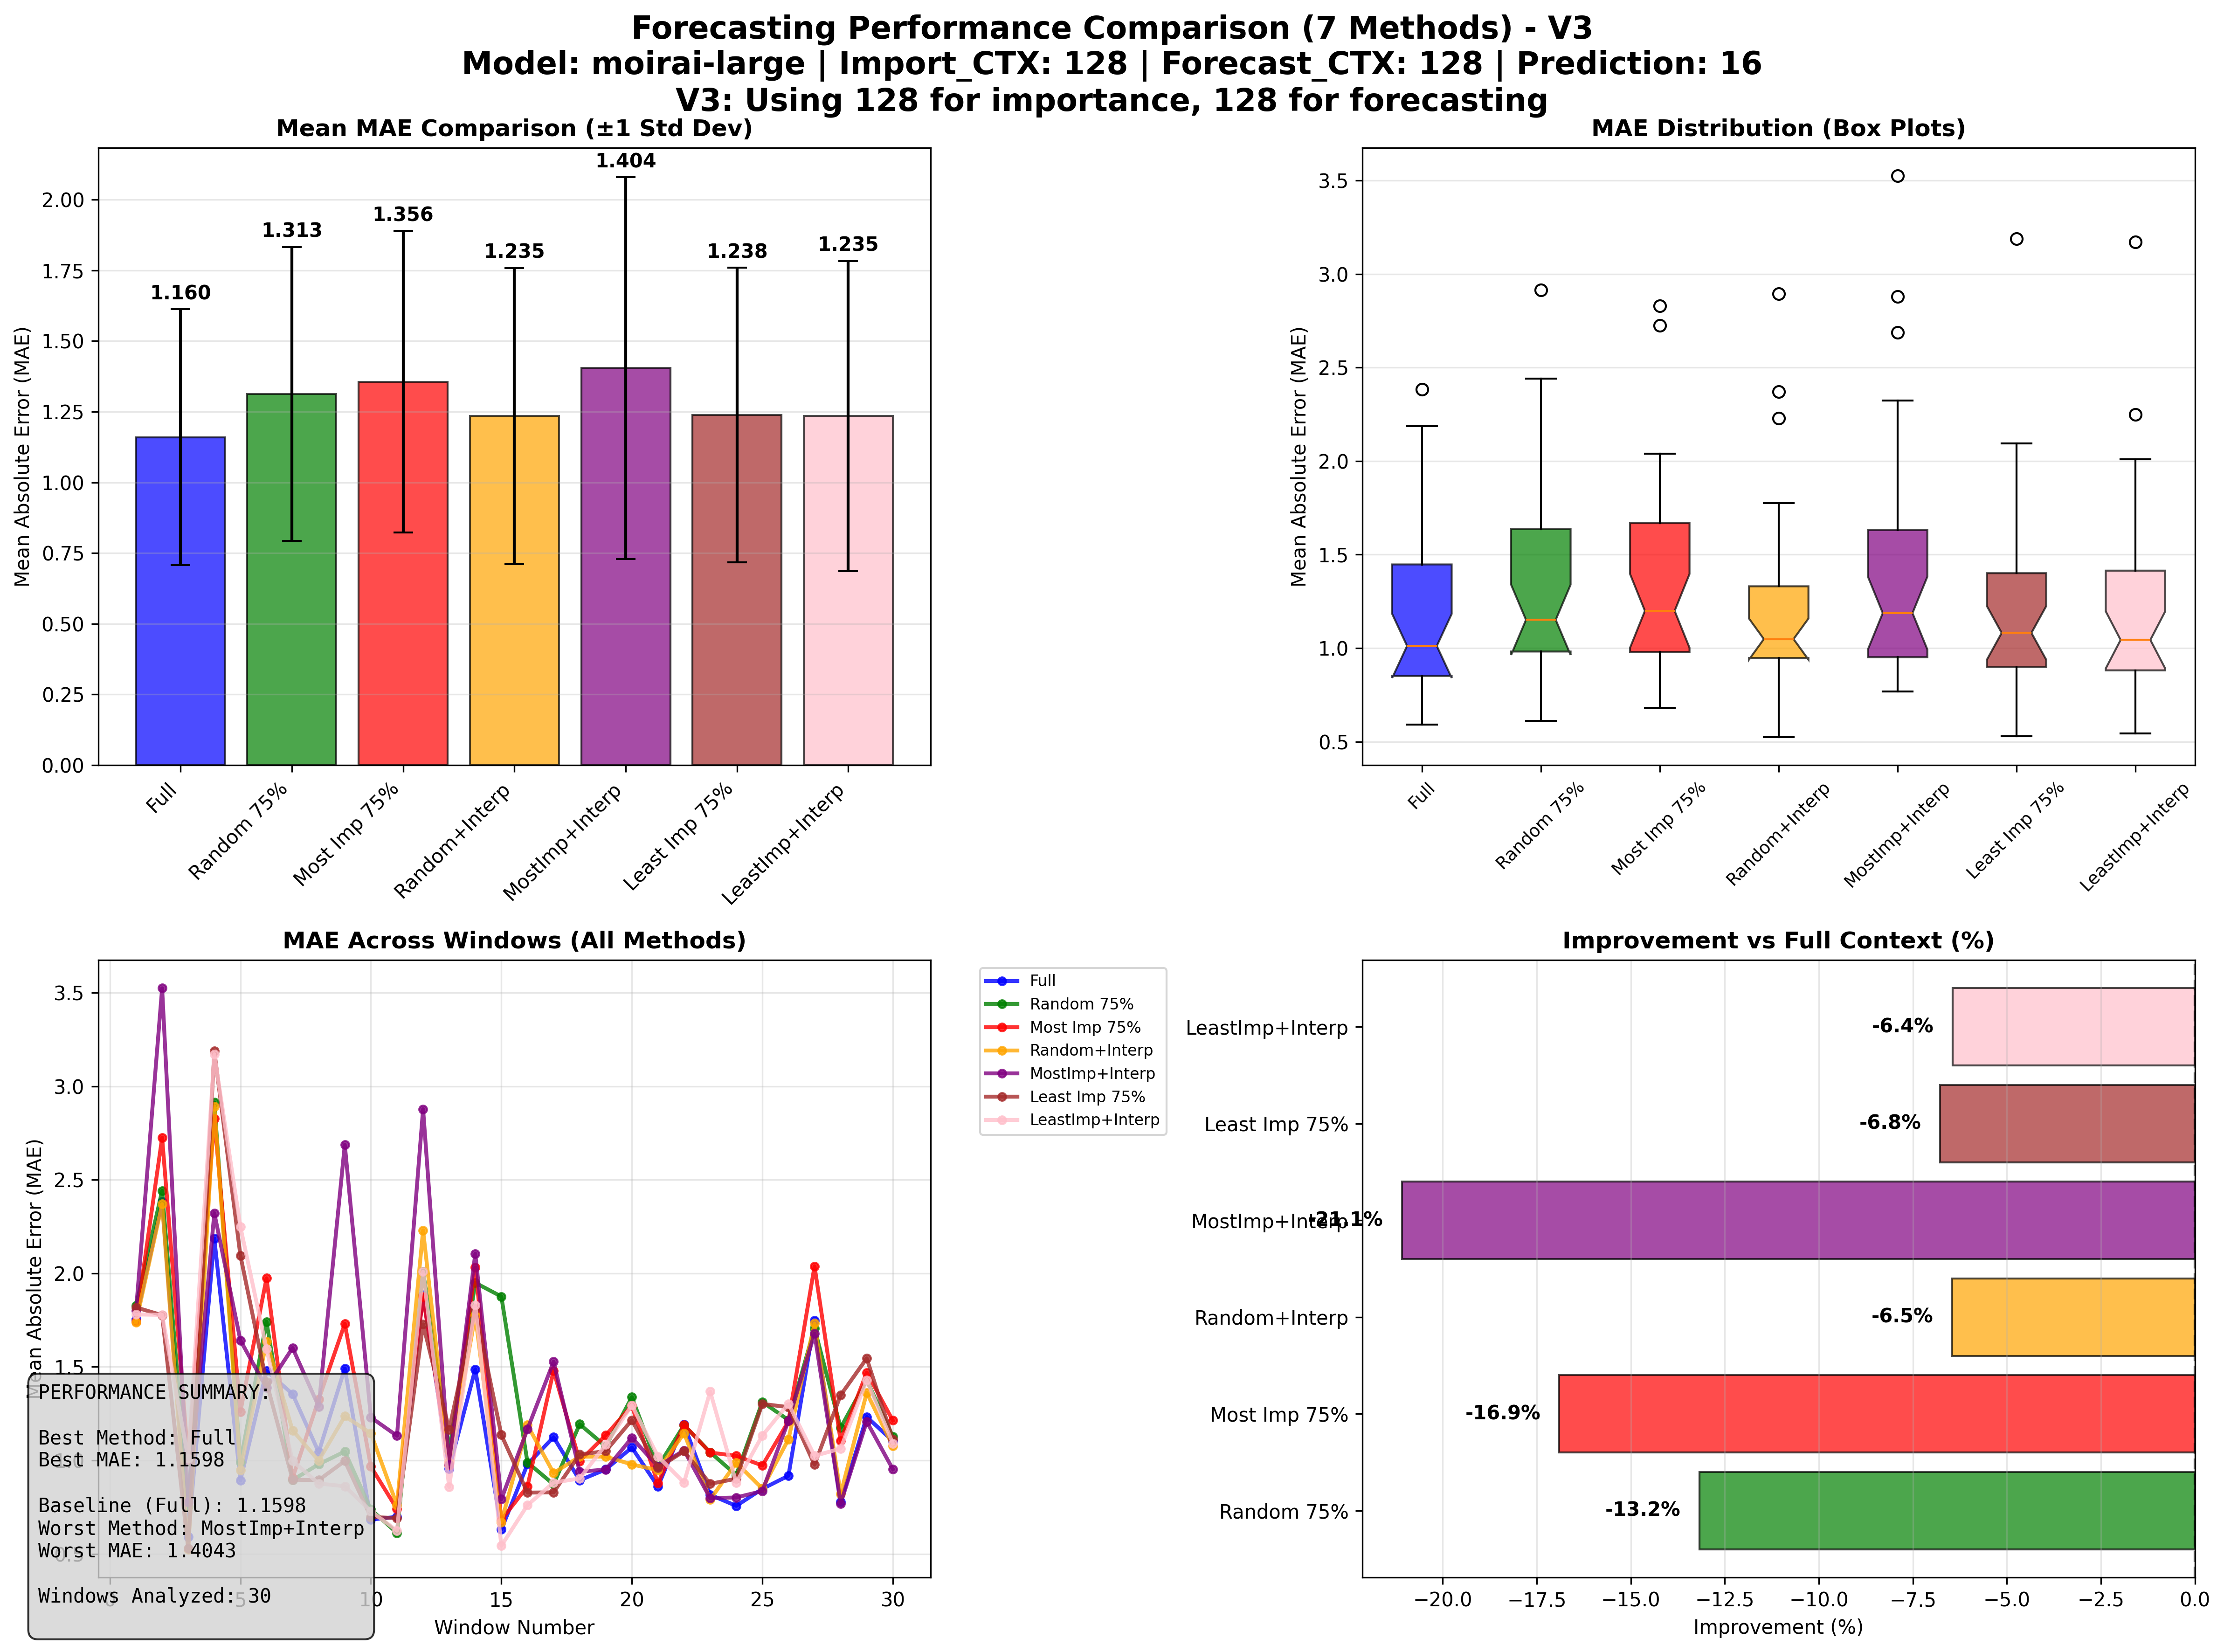 Forecasting Performance Comparison (7 Methods) - V3
Model: moirai-large | Import_CTX: 128 | Forecast_CTX: 128 | Prediction: 16
V3: Using 128 for importance, 128 for forecasting
Mean MAE Comparison (±1 Std Dev)
Mean Absolute Error (MAE)
2.00
1.75
1.50
1.25
1.00
0.75
0.50
0.25
0.00
1.160
1.313
1.356
1.235
1.404
1.238
1.235
Full
Random 75%
Most Imp 75%
Random+Interp
MostImp+Interp
Least Imp 75%
LeastImp+Interp
MAE Distribution (Box Plots)
Mean Absolute Error (MAE)
3.5
3.0
2.5
2.0
1.5
1.0
0.5
Full
Random 75%
Most Imp 75%
Random+Interp
MostImp+Interp
Least Imp 75%
LeastImp+Interp
MAE Across Windows (All Methods)
Mean Absolute Error (MAE)
3.5
3.0
2.5
2.0
1.5
0.5
5
10
15
20
25
30
Window Number
Full
Random 75%
Most Imp 75%
Random+Interp
MostImp+Interp
Least Imp 75%
LeastImp+Interp
PERFORMANCE SUMMARY:
Best Method: Full
Best MAE: 1.1598
Baseline (Full): 1.1598
Worst Method: MostImp+Interp
Worst MAE: 1.4043
Windows Analyzed: 30
Improvement vs Full Context (%)
LeastImp+Interp
-6.4%
Least Imp 75%
-6.8%
MostImp+Interp
-21.1%
Random+Interp
-6.5%
Most Imp 75%
-16.9%
Random 75%
-13.2%
−20.0
−17.5
−15.0
−12.5
−10.0
−7.5
−5.0
−2.5
0.0
Improvement (%)